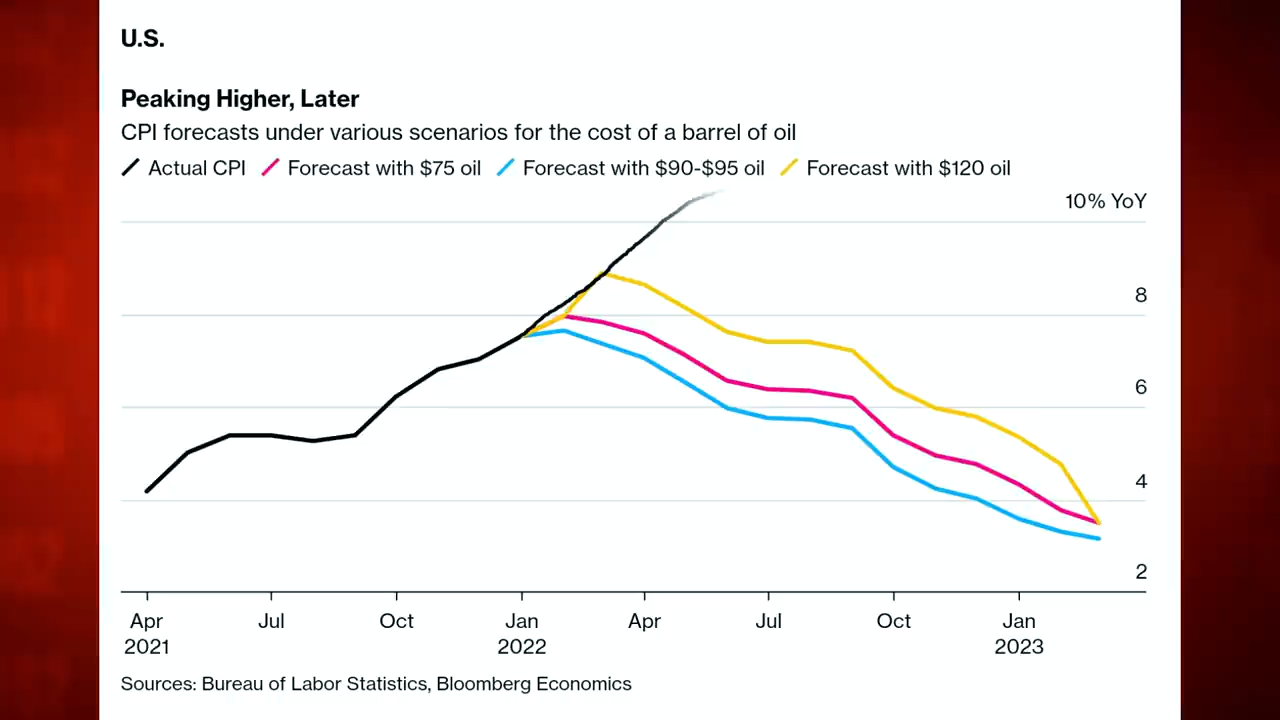 U.S.
Peaking Higher, Later
CPI forecasts under various scenarios for the cost of a barrel of oil
Actual CPI Forecast with $75 oil Forecast with $90-$95 oil Forecast with $120 oil
10% YoY
8
6
4
2
Apr Jul Oct Jan Apr Jul Oct Jan
2021 2022 2023
Sources: Bureau of Labor Statistics, Bloomberg Economics